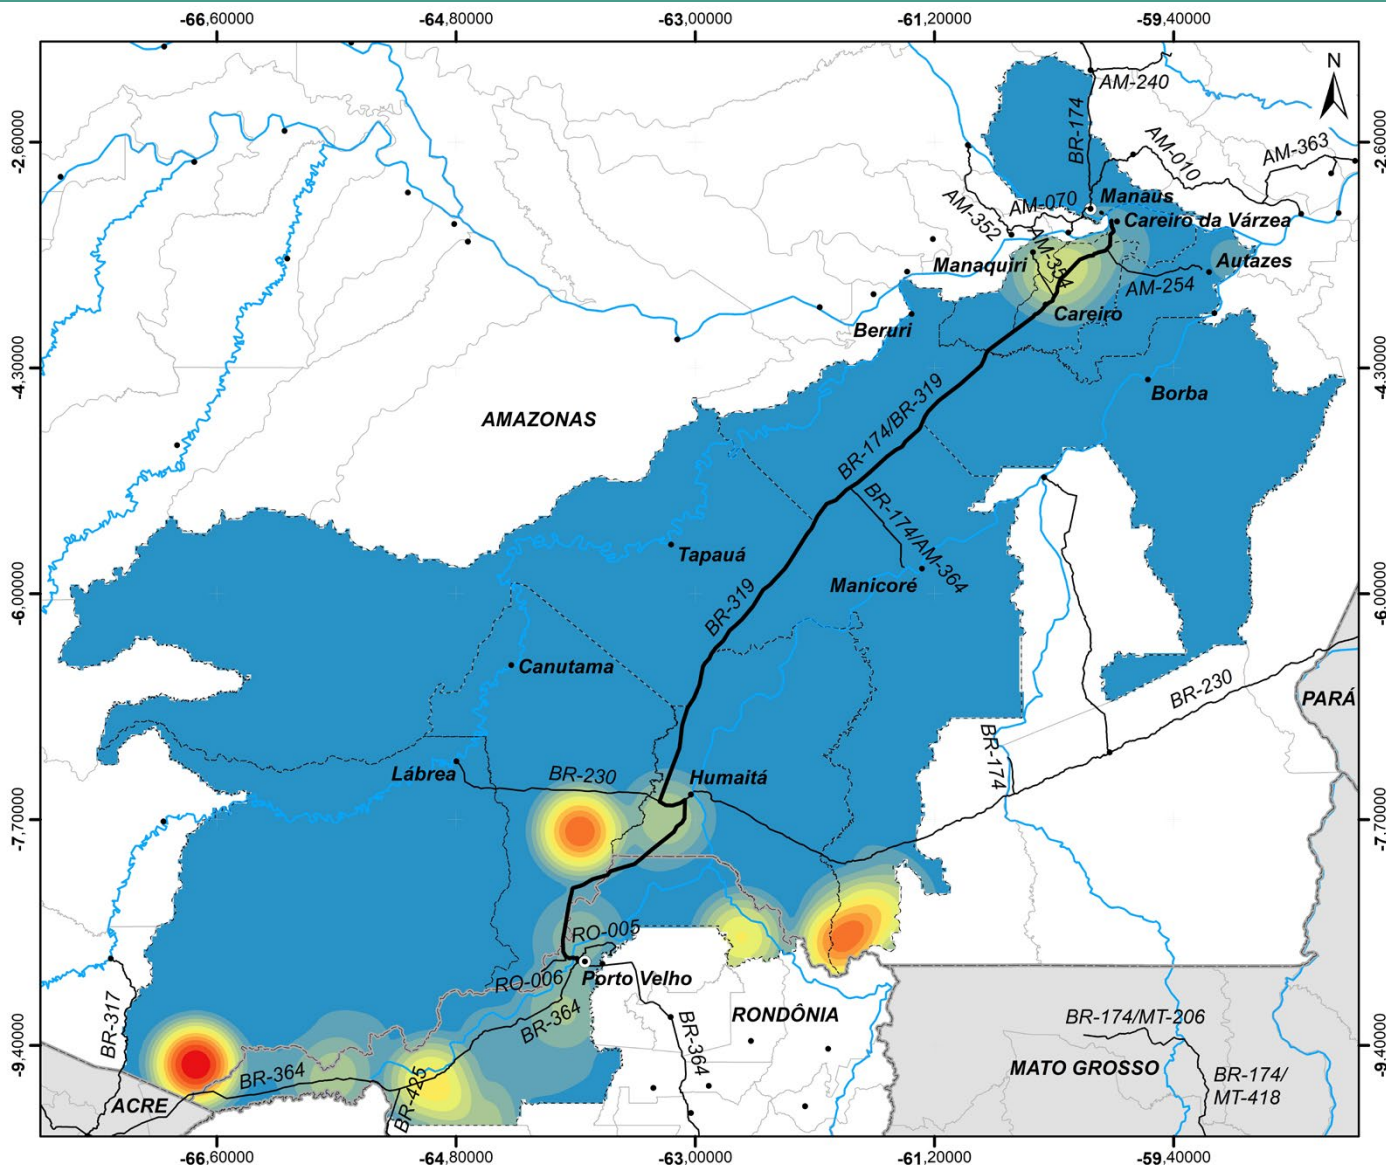 -66,60000
-64,80000
-63,00000
-61,20000
-59,40000
N
AM-240
BR-174
-2,60000
-2,60000
AM-010
AM-363
Manaus
AM-070
AM-352
Careiro da Várzea
AM-354
Manaquiri
Autazes
AM-254
Careiro
Beruri
-4,30000
-4,30000
Borba
AMAZONAS
BR-174/BR-319
BR-174/AM-364
Tapauá
Manicoré
-6,00000
-6,00000
BR-319
Canutama
BR-230
PARÁ
BR-174
Lábrea
BR-230
Humaitá
-7,70000
-7,70000
RO-005
RO-006
Porto Velho
BR-317
BR-364
RONDÔNIA
BR-364
BR-174/MT-206
-9,40000
-9,40000
MATO GROSSO
BR-364
BR-425
BR-174/
MT-418
ACRE
-66,60000
-64,80000
-63,00000
-61,20000
-59,40000